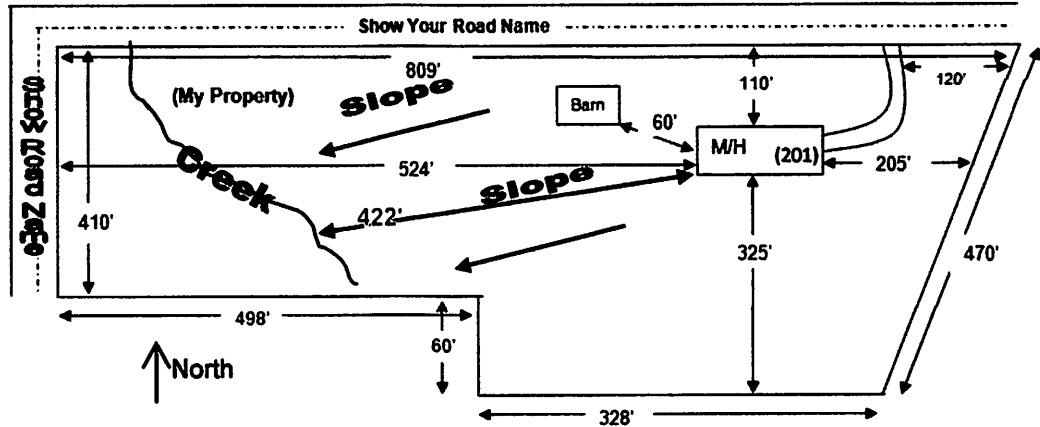 Show Your Road Name
Show Road Name
809'
110'
120'
(My Property)
Slope
Barn
60'
M/H
(201)
Creek
524'
205'
Slope
422'
410'
325'
470'
498'
60'
North
328'